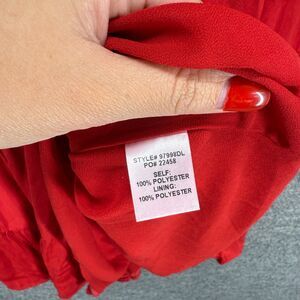 STYLE# 97998DL
PO# 22458
SELF:
100% POLYESTER
LINING:
100% POLYESTER